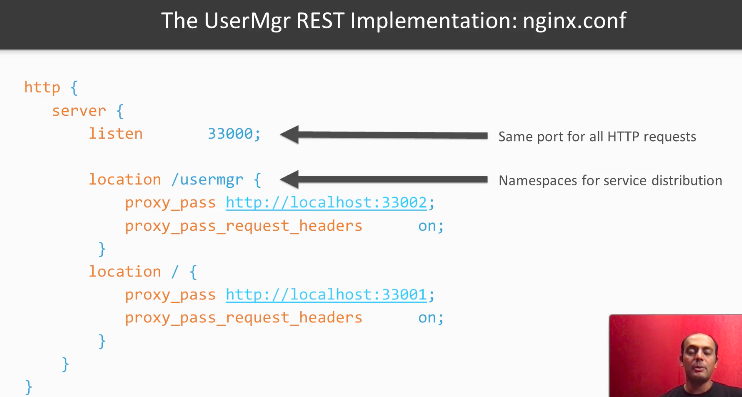 The UserMgr REST Implementation: nginx.conf
http {
server {
listen 33000;
Same port for all HTTP requests
location /usermgr {
Namespaces for service distribution
proxy_pass http://localhost:33002;
proxy_pass_request_headers on;
}
location / {
proxy_pass http://localhost:33001;
proxy_pass_request_headers on;
}
}
}